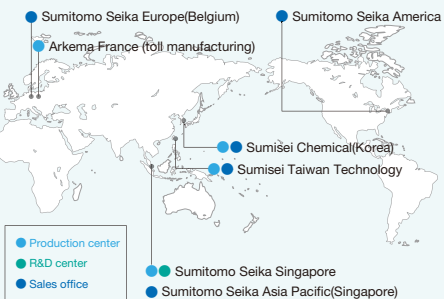 Sumitomo Seika Europe(Belgium)
Sumitomo Seika America
Arkema France (toll manufacturing)
Sumisei Chemical(Korea)
Sumisei Taiwan Technology
Production center
R&D center
Sales office
Sumitomo Seika Singapore
Sumitomo Seika Asia Pacific(Singapore)